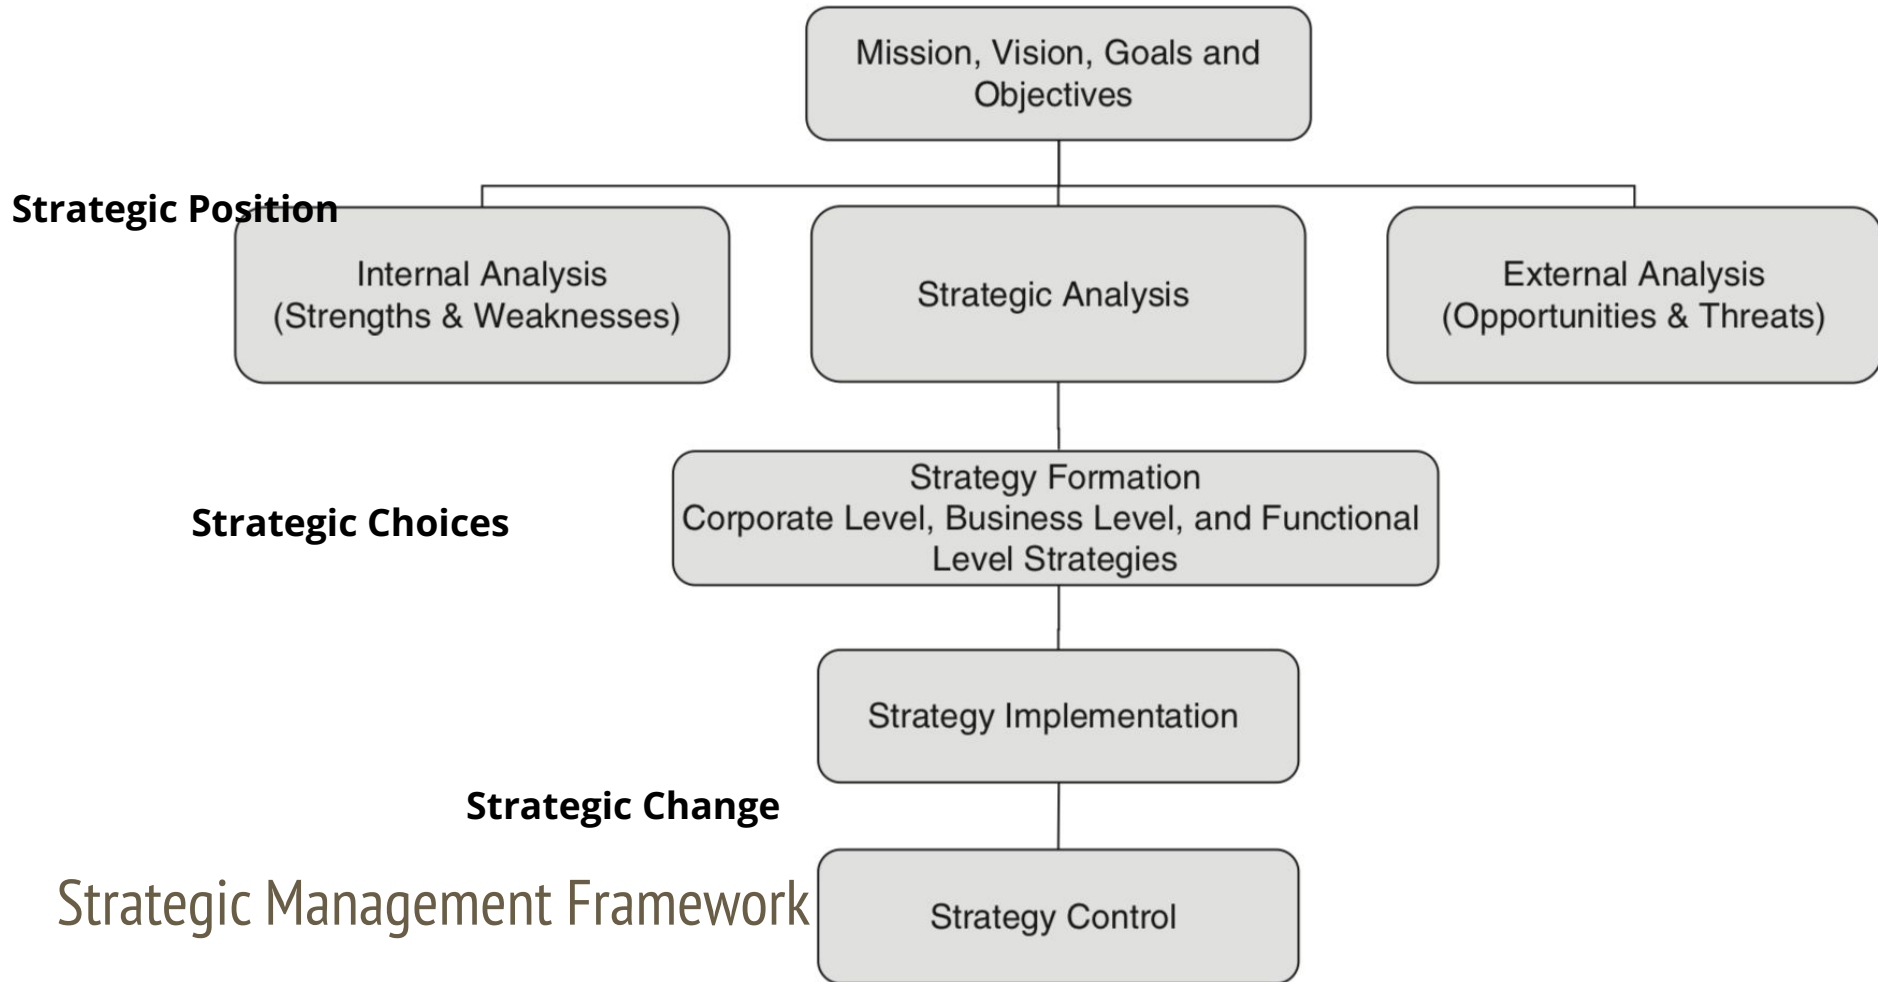 Mission, Vision, Goals and
Objectives
Strategic Position
Internal Analysis
(Strengths & Weaknesses)
Strategic Analysis
External Analysis
(Opportunities & Threats)
Strategy Formation
Corporate Level, Business Level, and Functional
Level Strategies
Strategic Choices
Strategy Implementation
Strategic Change
Strategic Management Framework
Strategy Control